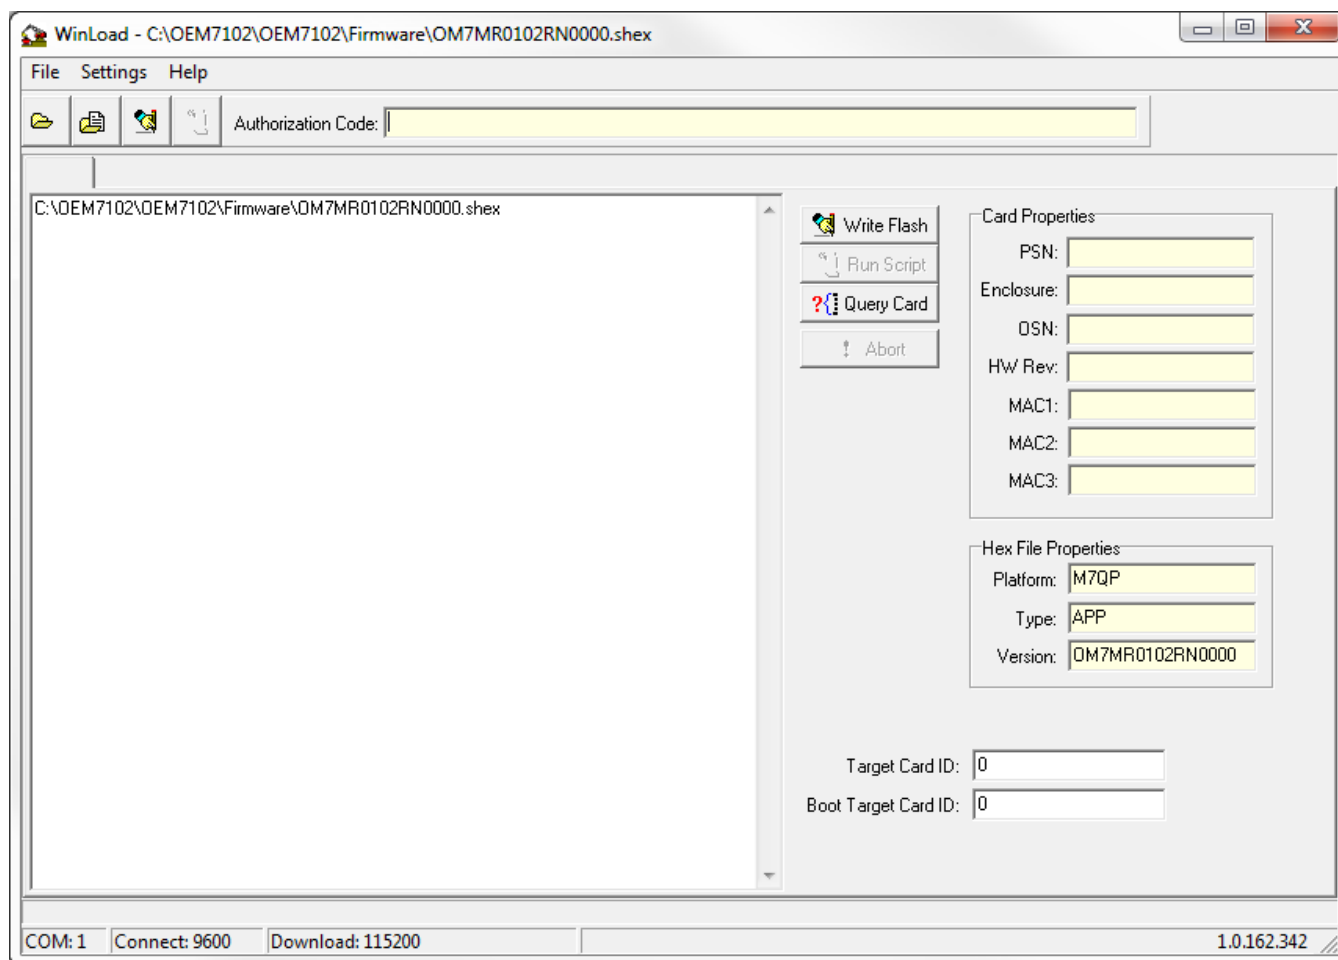 WinLoad - C:\OEM7102\OEM7102\Firmware\OM7MR0102RN0000.shex
File Settings Help
Authorization Code:
C:\OEM7102\OEM7102\Firmware\OM7MR0102RN0000.shex
Write Flash
Run Script
Query Card
Abort
Card Properties
PSN:
Enclosure:
OSN:
HW Rev:
MAC1:
MAC2:
MAC3:
Hex File Properties
Platform: M7QP
Type: APP
Version: OM7MR0102RN0000
Target Card ID: 0
Boot Target Card ID: 0
COM: 1 Connect: 9600 Download: 115200 1.0.162.342